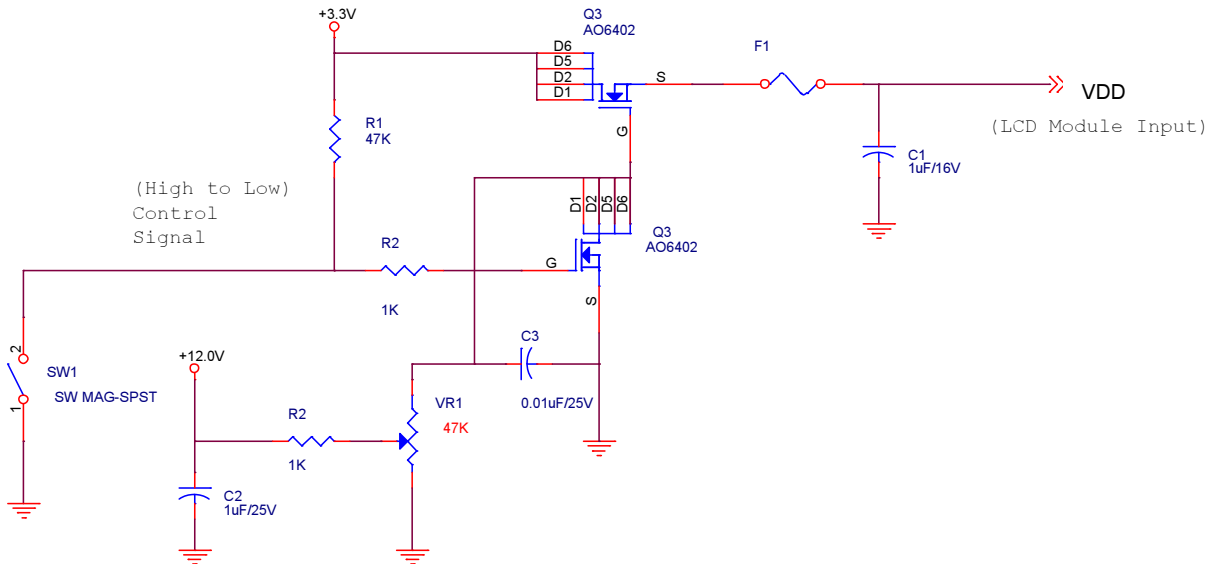 +3.3V
Q3
AO6402
D6
D5
D2
D1
S
G
F1
VDD
(LCD Module Input)
R1
47K
C1
1uF/16V
(High to Low)
Control
Signal
D1
D2
D5
D6
Q3
AO6402
R2
1K
G
S
2
1
SW1
SW MAG-SPST
+12.0V
C3
0.01uF/25V
VR1
47K
R2
1K
C2
1uF/25V